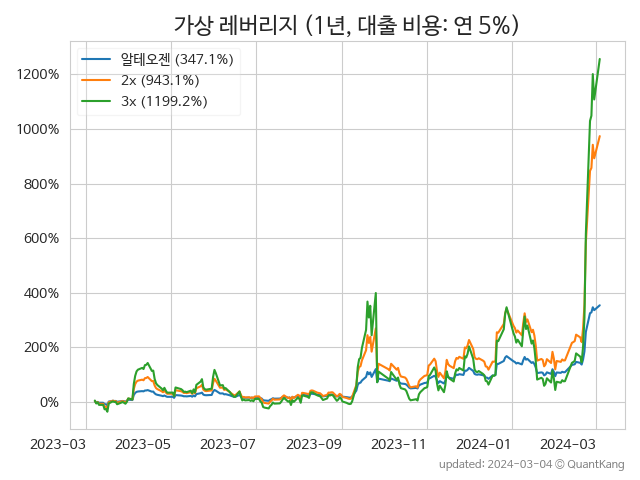 가상 레버리지 (1년, 대출 비용: 연 5%)
알테오젠 (347.1%)
2x (943.1%)
3x (1199.2%)
1200%
1000%
800%
600%
400%
200%
0%
2023-03 2023-05 2023-07 2023-09 2023-11 2024-01 2024-03
updated: 2024-03-04 © QuantKang